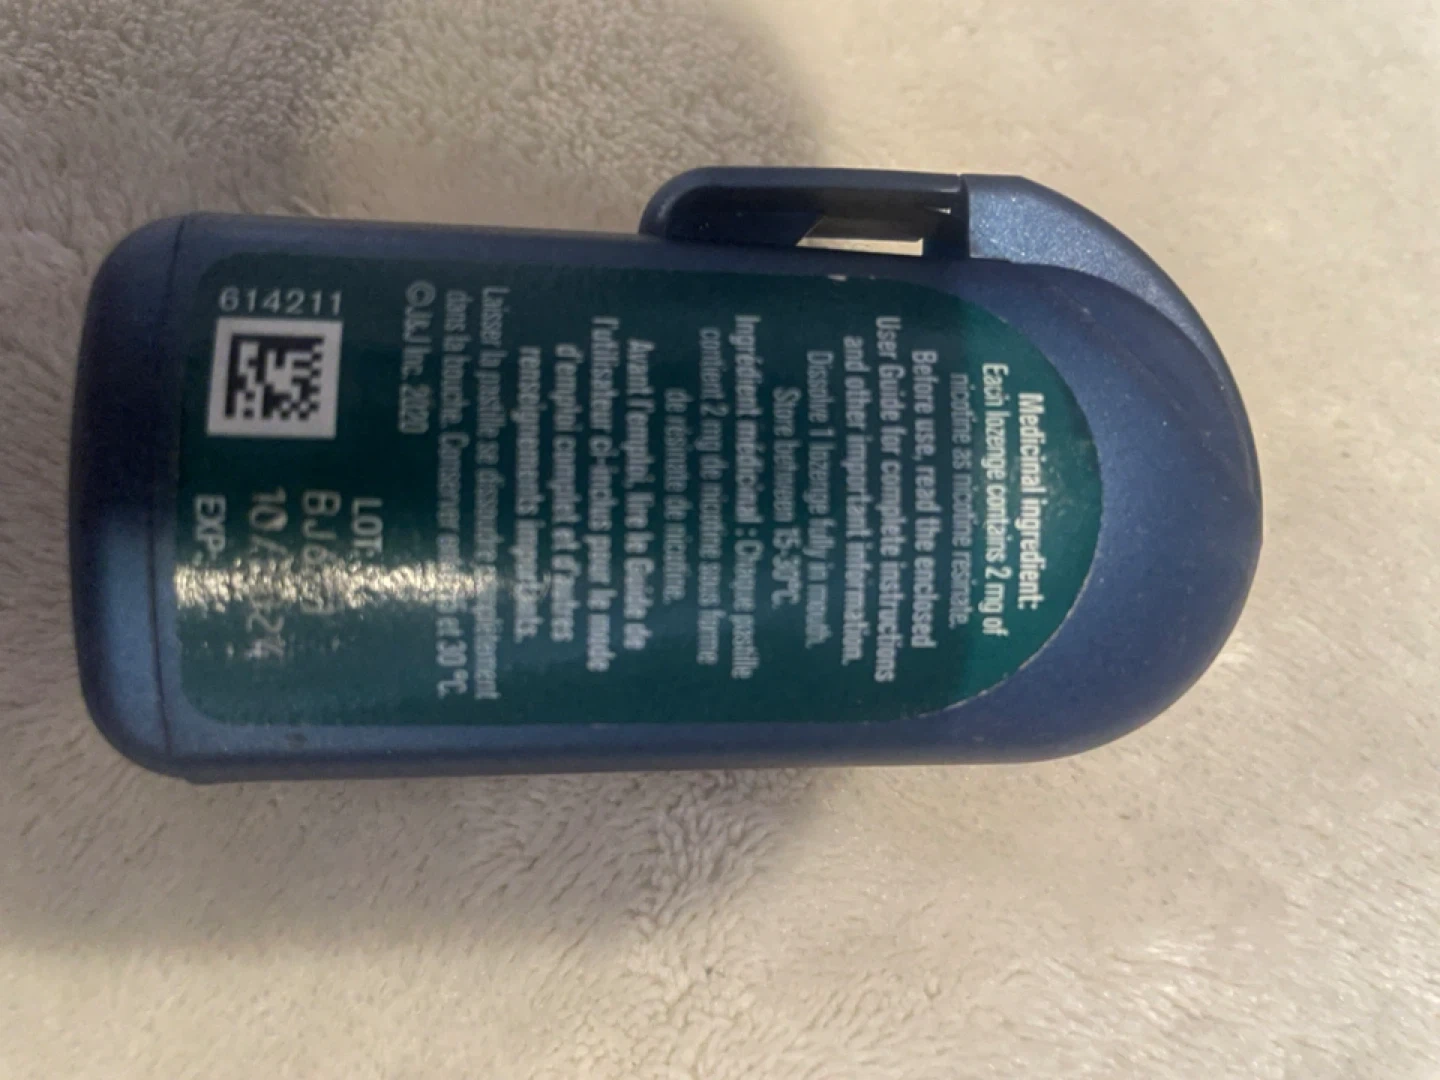 Medicinal ingredient:
Each lozenge contains 2 mg of
nicotine as nicotine resinate.
Before use, read the enclosed
User Guide for complete instructions
and other important information.
Dissolve 1 lozenge fully in mouth.
Store between 15-30°C.
Ingrédient médicinal : Chaque pastille
contient 2 mg de nicotine sous forme
de résinate de nicotine.
Avant l'emploi, lire le Guide de
l'utilisateur ci-inclus pour le mode
d'emploi complet et d'autres
renseignements importants.
Laisser la pastille se dissoudre complètement
dans la bouche. Conserver et 30 °C.
©J&J Inc. 2020
614211
LOT:
EXP.